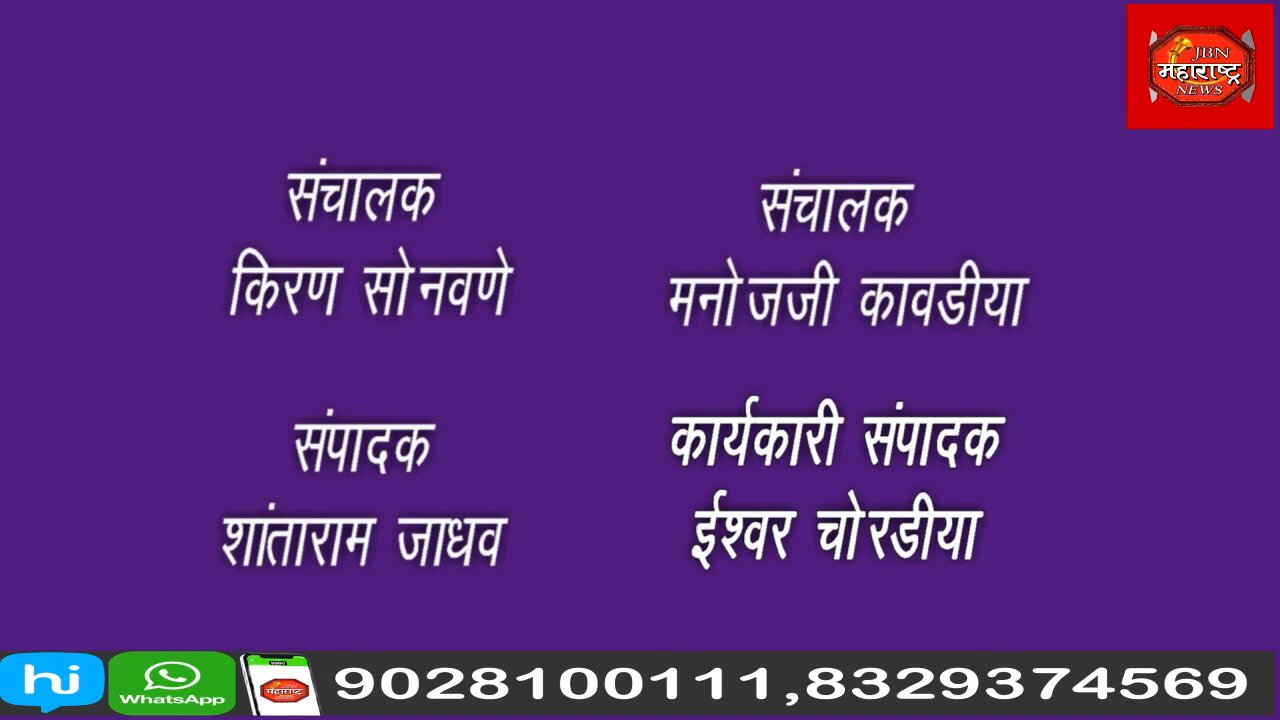 JBN
महाराष्ट्र
NEWS
संचालक
किरण सोनवणे
संचालक
मनोजजी कावडीया
संपादक
शांताराम जाधव
कार्यकारी संपादक
ईश्वर चोरडीया
hi
WhatsApp
महाराष्ट्र
9028100111,8329374569